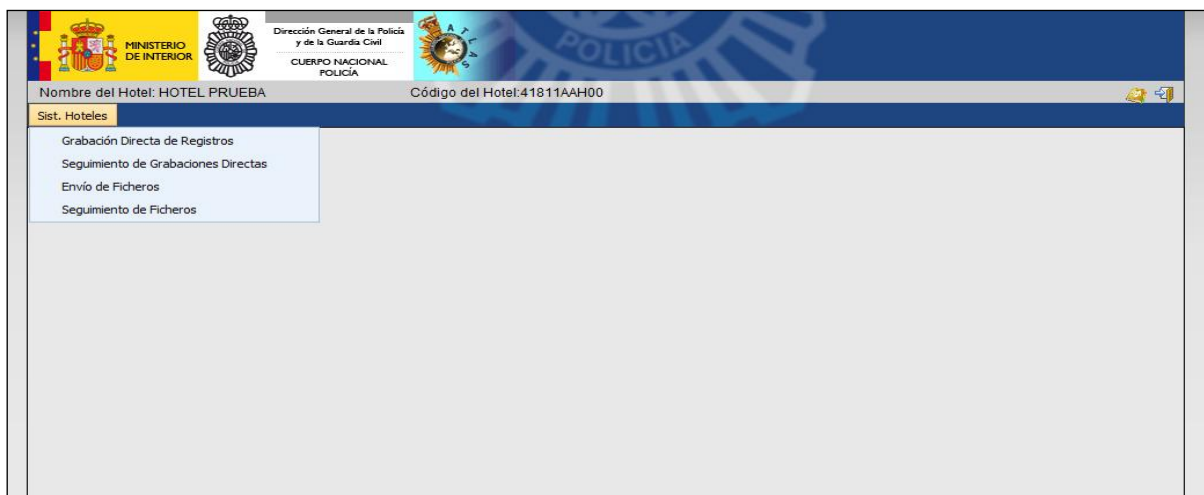 MINISTERIO
DE INTERIOR
Dirección General de la Policía
y de la Guardia Civil
CUERPO NACIONAL
POLICÍA
ATLAS
POLICIA
Nombre del Hotel: HOTEL PRUEBA Código del Hotel:41811AAH00
Sist. Hoteles
Grabación Directa de Registros
Seguimiento de Grabaciones Directas
Envío de Ficheros
Seguimiento de Ficheros